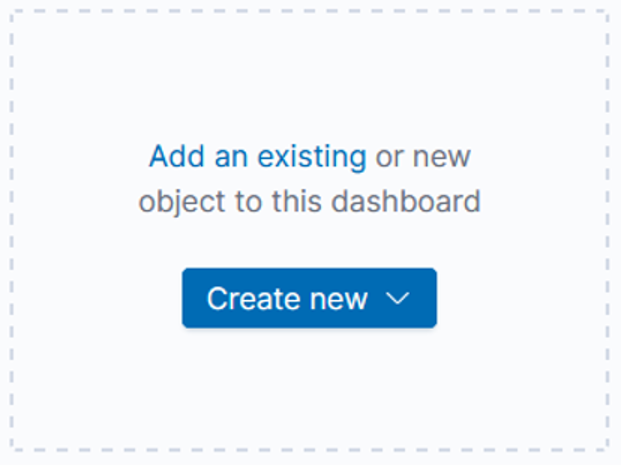 Add an existing or new
object to this dashboard
Create new